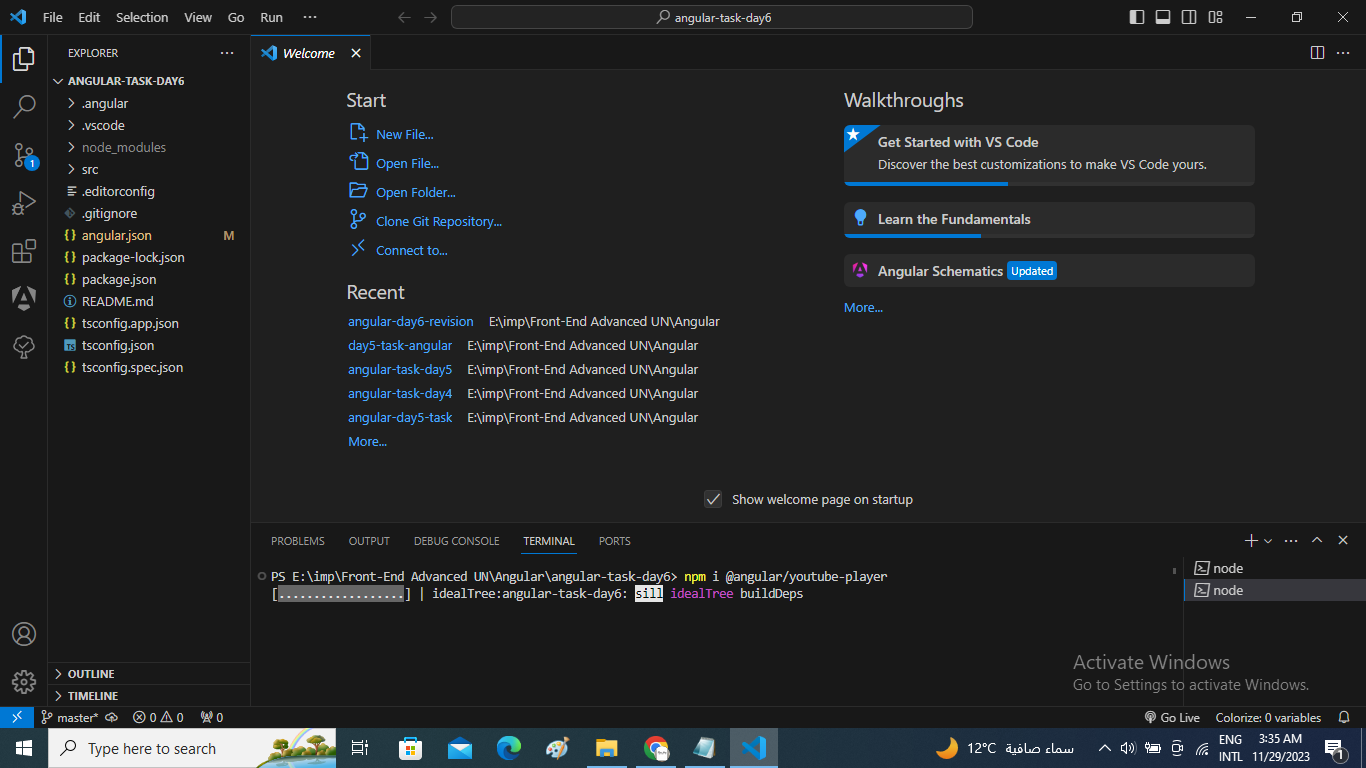 File Edit Selection View Go Run ···
angular-task-day6
EXPLORER
Welcome
ANGULAR-TASK-DAY6
.angular
.vscode
node_modules
src
.editorconfig
.gitignore
angular.json M
package-lock.json
package.json
README.md
tsconfig.app.json
tsconfig.json
tsconfig.spec.json
OUTLINE
TIMELINE
1
Start
New File...
Open File...
Open Folder...
Clone Git Repository...
Connect to...
Recent
angular-day6-revision E:\imp\Front-End Advanced UN\Angular
day5-task-angular E:\imp\Front-End Advanced UN\Angular
angular-task-day5 E:\imp\Front-End Advanced UN\Angular
angular-task-day4 E:\imp\Front-End Advanced UN\Angular
angular-day5-task E:\imp\Front-End Advanced UN\Angular
More...
Walkthroughs
Get Started with VS Code
Discover the best customizations to make VS Code yours.
Learn the Fundamentals
Angular Schematics Updated
More...
Show welcome page on startup
PROBLEMS OUTPUT DEBUG CONSOLE TERMINAL PORTS
PS E:\imp\Front-End Advanced UN\Angular\angular-task-day6> npm i @angular/youtube-player
[..................] | idealTree:angular-task-day6: sill idealTree buildDeps
node
node
Activate Windows
Go to Settings to activate Windows.
master* 0 0 0
Go Live Colorize: 0 variables
Type here to search
12°C سماء صافية
ENG
INTL
3:35 AM
11/29/2023
1